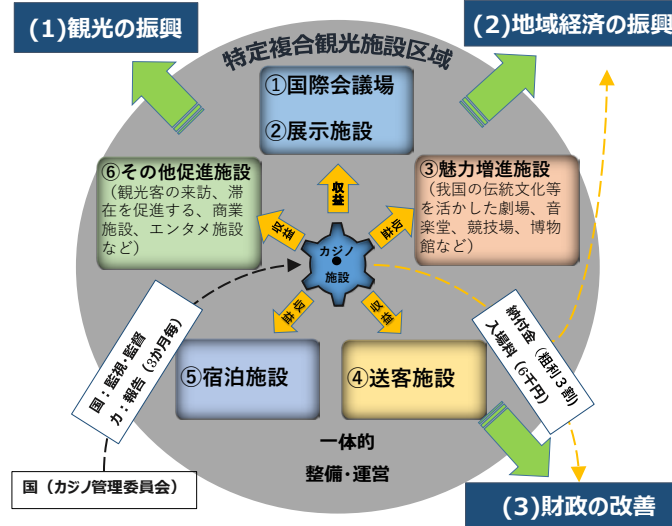 (1)観光の振興
(2)地域経済の振興
特定複合観光施設区域
①国際会議場
②展示施設
⑥その他促進施設
（観光客の来訪、滞
在を促進する、商業
施設、エンタメ施設
など）
③魅力増進施設
（我国の伝統文化等
を活かした劇場、音
楽堂、競技場、博物
館など）
収益
収益
収益
カジノ
施設
収益
収益
国：監視･監督
カ：報告（3か月毎）
納付金（粗利３割）
入場料（6千円）
⑤宿泊施設
④送客施設
一体的
整備･運営
国（カジノ管理委員会）
(3)財政の改善